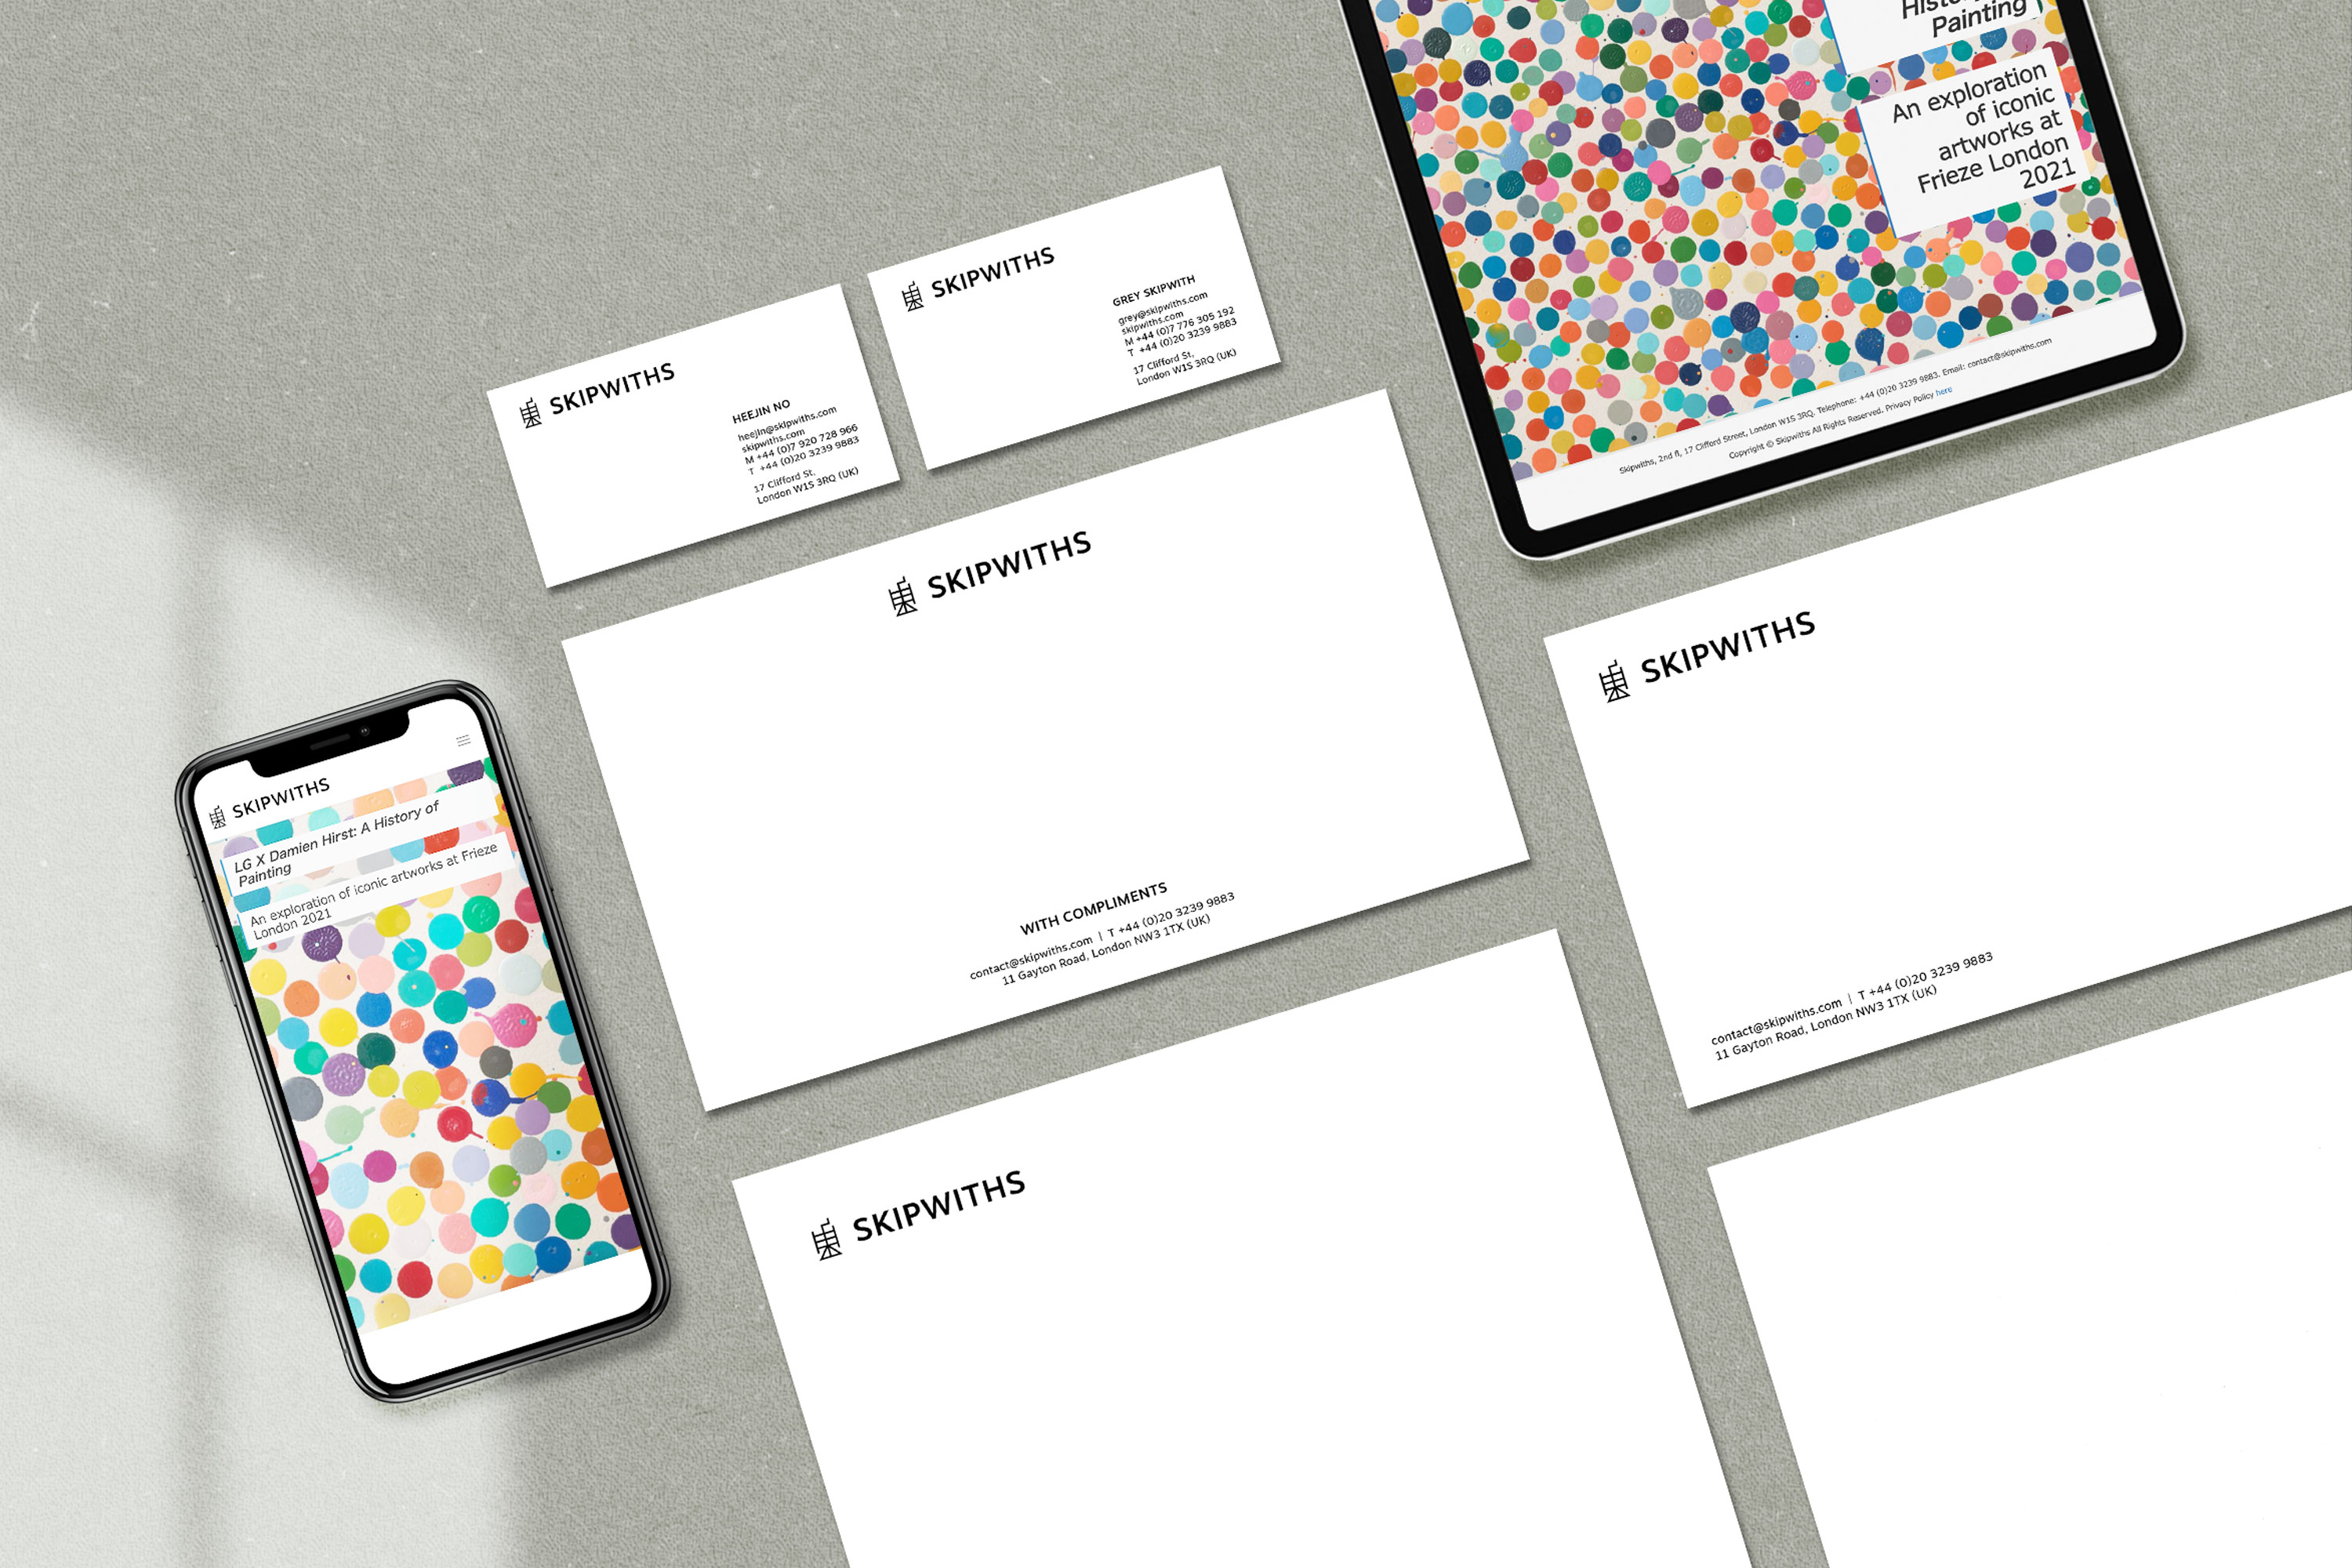 History
Painting
An exploration
of iconic
artworks at
Frieze London
2021
Skipwiths, 2nd fl, 17 Clifford Street, London W1S 3RQ. Telephone: +44 (0)20 3239 9883. Email: contact@skipwiths.com
Copyright © Skipwiths All Rights Reserved. Privacy Policy here
SKIPWITHS
GREY SKIPWITH
grey@skipwiths.com
skipwiths.com
M +44 (0)7 776 305 192
T +44 (0)20 3239 9883
17 Clifford St,
London W1S 3RQ (UK)
SKIPWITHS
HEEJIN NO
heejin@skipwiths.com
skipwiths.com
M +44 (0)7 920 728 966
T +44 (0)20 3239 9883
17 Clifford St,
London W1S 3RQ (UK)
SKIPWITHS
WITH COMPLIMENTS
contact@skipwiths.com | T +44 (0)20 3239 9883
11 Gayton Road, London NW3 1TX (UK)
SKIPWITHS
contact@skipwiths.com | T +44 (0)20 3239 9883
11 Gayton Road, London NW3 1TX (UK)
SKIPWITHS
LG X Damien Hirst: A History of
Painting
An exploration of iconic artworks at Frieze
London 2021
SKIPWITHS